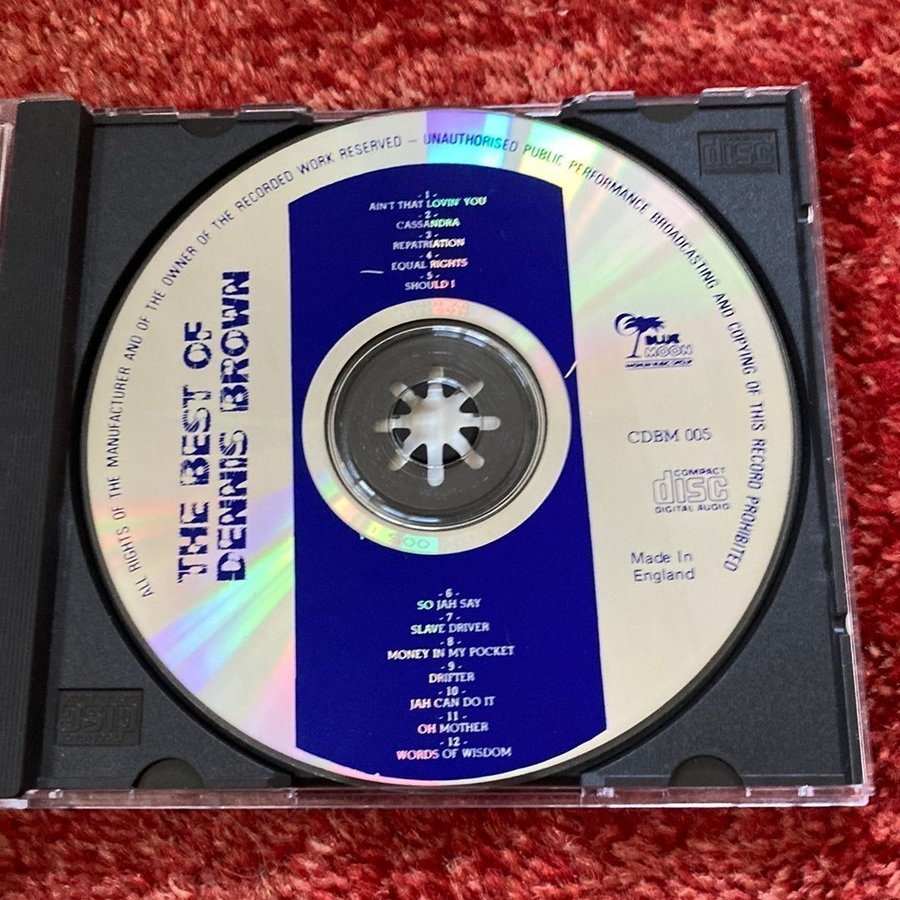 ALL RIGHTS OF THE MANUFACTURER AND OF THE OWNER OF THE RECORDED WORK RESERVED – UNAUTHORISED PUBLIC PERFORMANCE BROADCASTING AND COPYING OF THIS RECORD PROHIBITED
THE BEST OF
DENNIS BROWN
- 1 -
AIN'T THAT LOVIN' YOU
- 2 -
CASSANDRA
- 3 -
REPATRIATION
- 4 -
EQUAL RIGHTS
- 5 -
SHOULD I
BLUE
MOON
CDBM 005
COMPACT
disc
DIGITAL AUDIO
Made In
England
- 6 -
SO JAH SAY
- 7 -
SLAVE DRIVER
- 8 -
MONEY IN MY POCKET
- 9 -
DRIFTER
- 10 -
JAH CAN DO IT
- 11 -
OH MOTHER
- 12 -
WORDS OF WISDOM
disc
disc